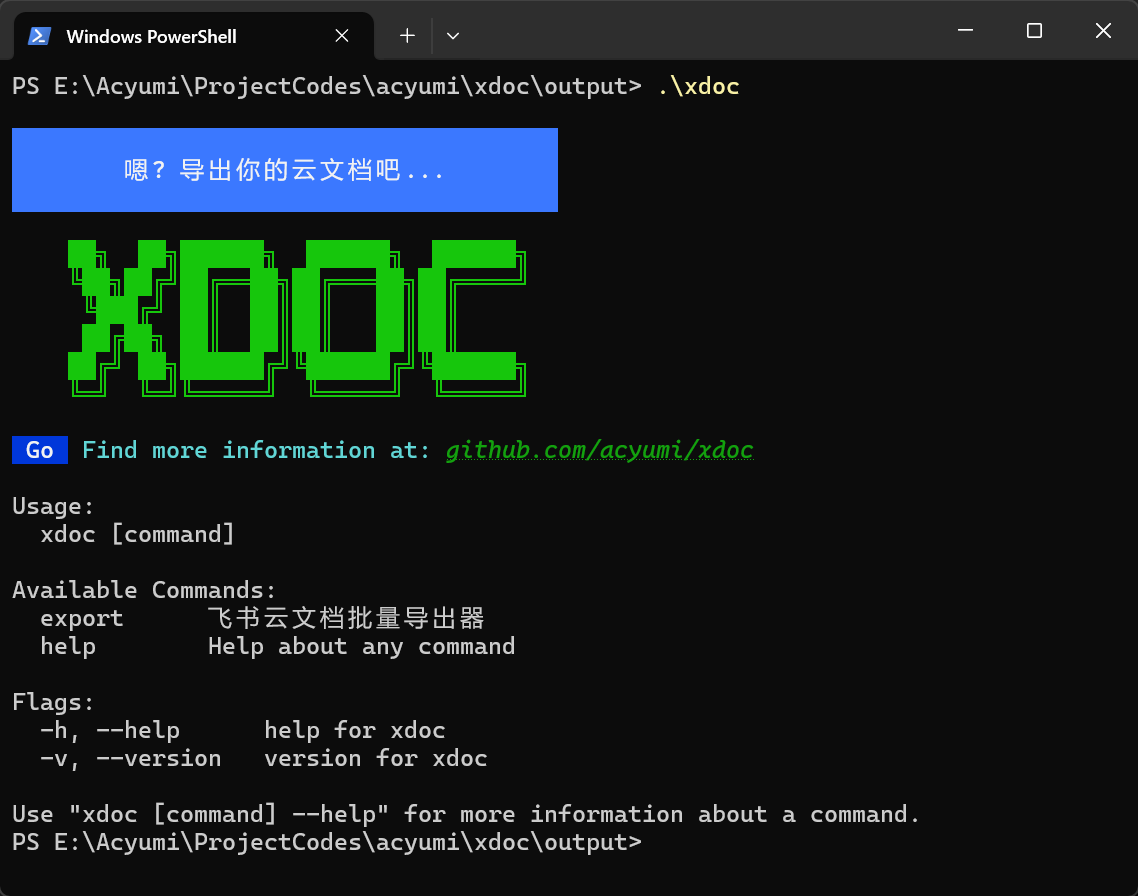 Windows PowerShell
PS E:\Acyumi\ProjectCodes\acyumi\xdoc\output> .\xdoc
嗯? 导出你的云文档吧...
XDOC
Go Find more information at: github.com/acyumi/xdoc
Usage:
xdoc [command]
Available Commands:
export 飞书云文档批量导出器
help Help about any command
Flags:
-h, --help help for xdoc
-v, --version version for xdoc
Use "xdoc [command] --help" for more information about a command.
PS E:\Acyumi\ProjectCodes\acyumi\xdoc\output>